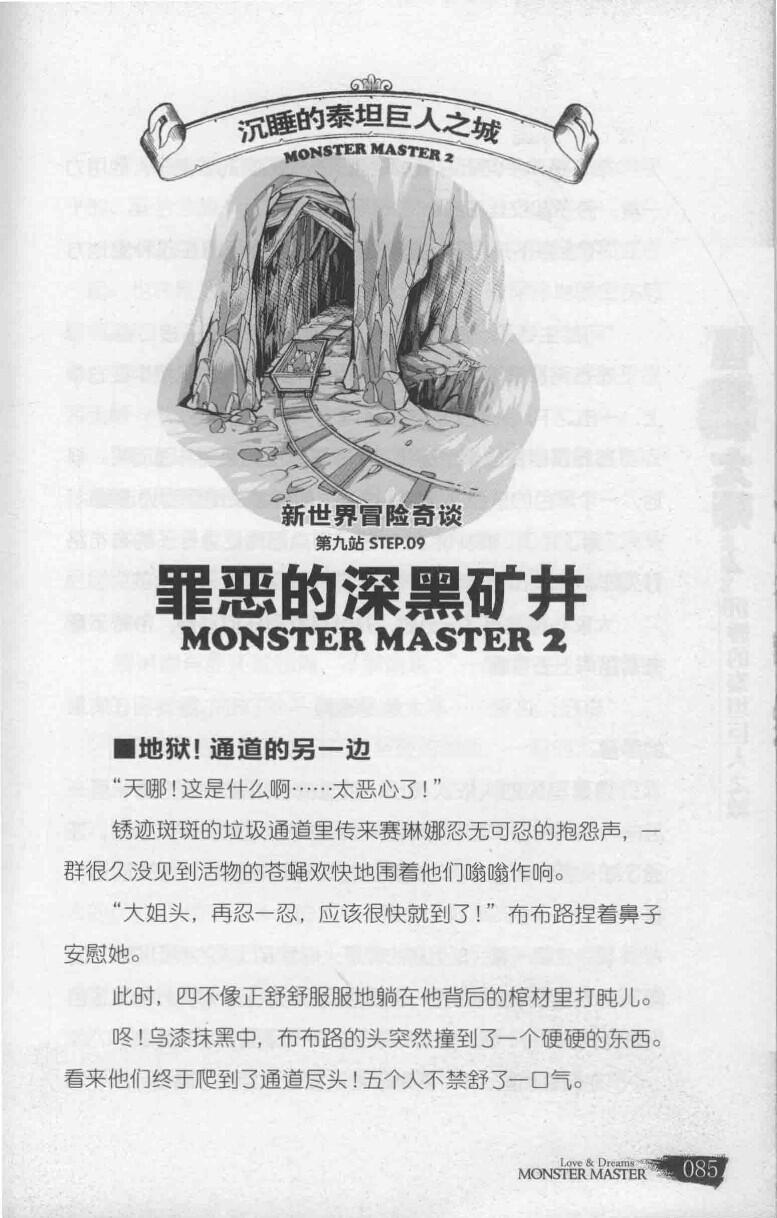 沉睡的泰坦巨人之城
MONSTER MASTER 2
新世界冒险奇谈
第九站 STEP.09
罪恶的深黑矿井
MONSTER MASTER 2
■地狱！通道的另一边
“天哪！这是什么啊……太恶心了！”
锈迹斑斑的垃圾通道里传来赛琳娜忍无可忍的抱怨声，一
群很久没见到活物的苍蝇欢快地围着他们嗡嗡作响。
“大姐头，再忍一忍，应该很快就到了！”布布路捏着鼻子
安慰她。
此时，四不像正舒舒服服地躺在他背后的棺材里打盹儿。
咚！乌漆抹黑中，布布路的头突然撞到了一个硬硬的东西。
看来他们终于爬到了通道尽头！五个人不禁舒了一口气。
Love & Dreams
MONSTER MASTER
085